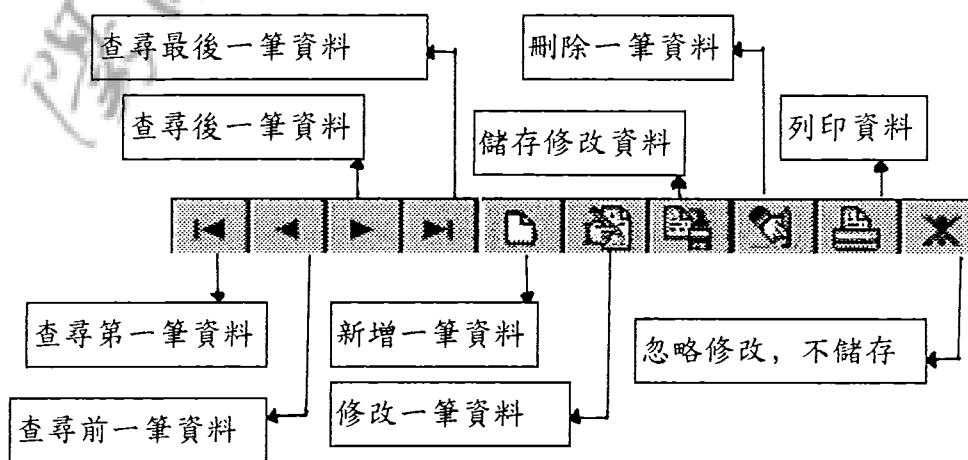 查尋最後一筆資料
刪除一筆資料
查尋後一筆資料
儲存修改資料
列印資料
查尋第一筆資料
新增一筆資料
忽略修改，不儲存
查尋前一筆資料
修改一筆資料